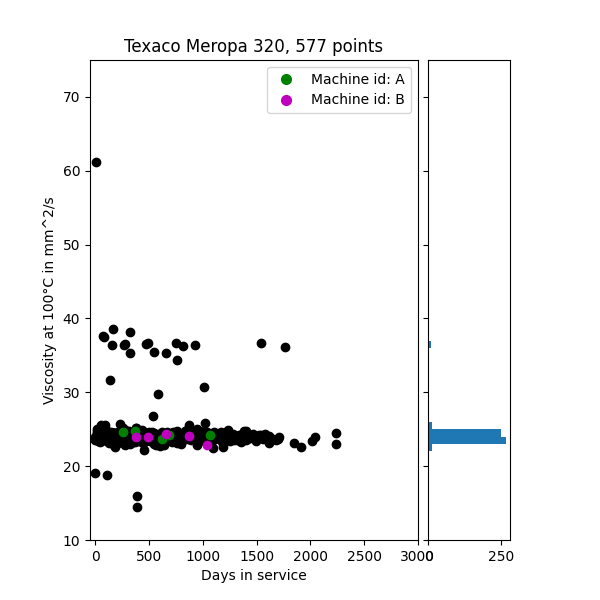 Texaco Meropa 320, 577 points
Machine id: A
Machine id: B
Viscosity at 100°C in mm^2/s
70
60
50
40
30
20
10
0 500 1000 1500 2000 2500 3000
0 250
Days in service